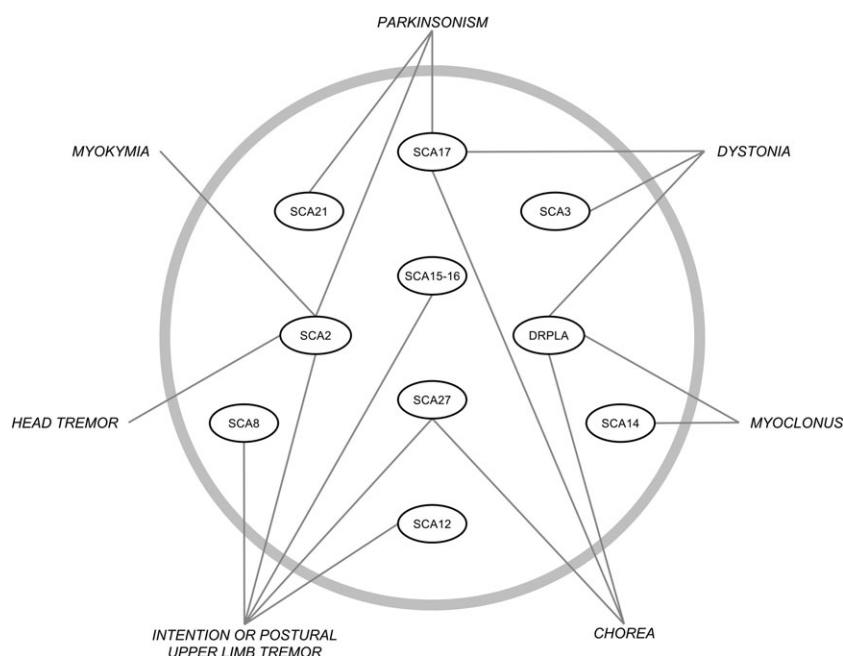 PARKINSONISM
MYOKYMIA
SCA17
DYSTONIA
SCA21
SCA3
SCA15-16
SCA2
DRPLA
HEAD TREMOR
SCA8
SCA27
SCA14
MYOCLONUS
SCA12
INTENTION OR POSTURAL
UPPER LIMB TREMOR
CHOREA